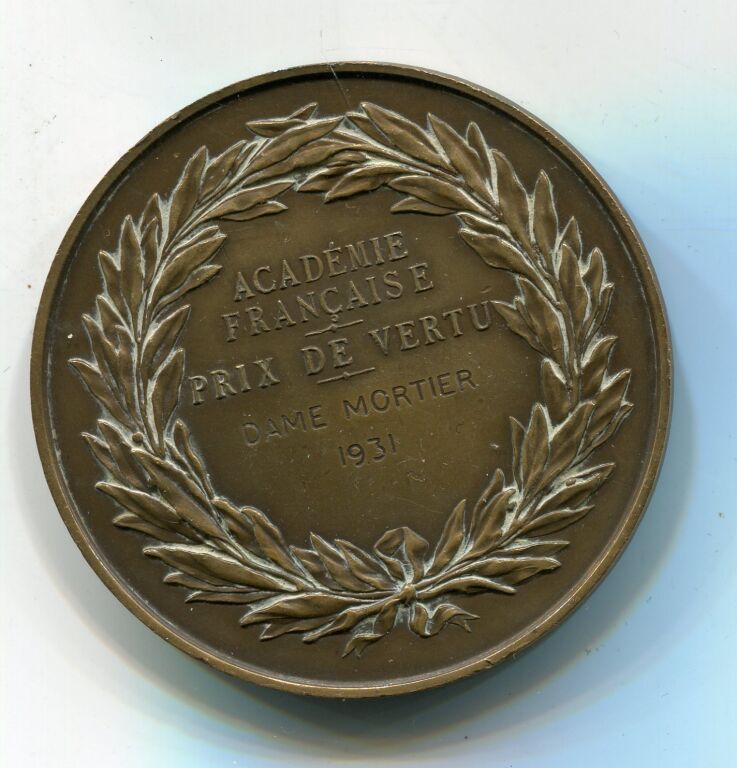 ACADÉMIE
FRANÇAISE
PRIX DE VERTU
DAME MORTIER
1931